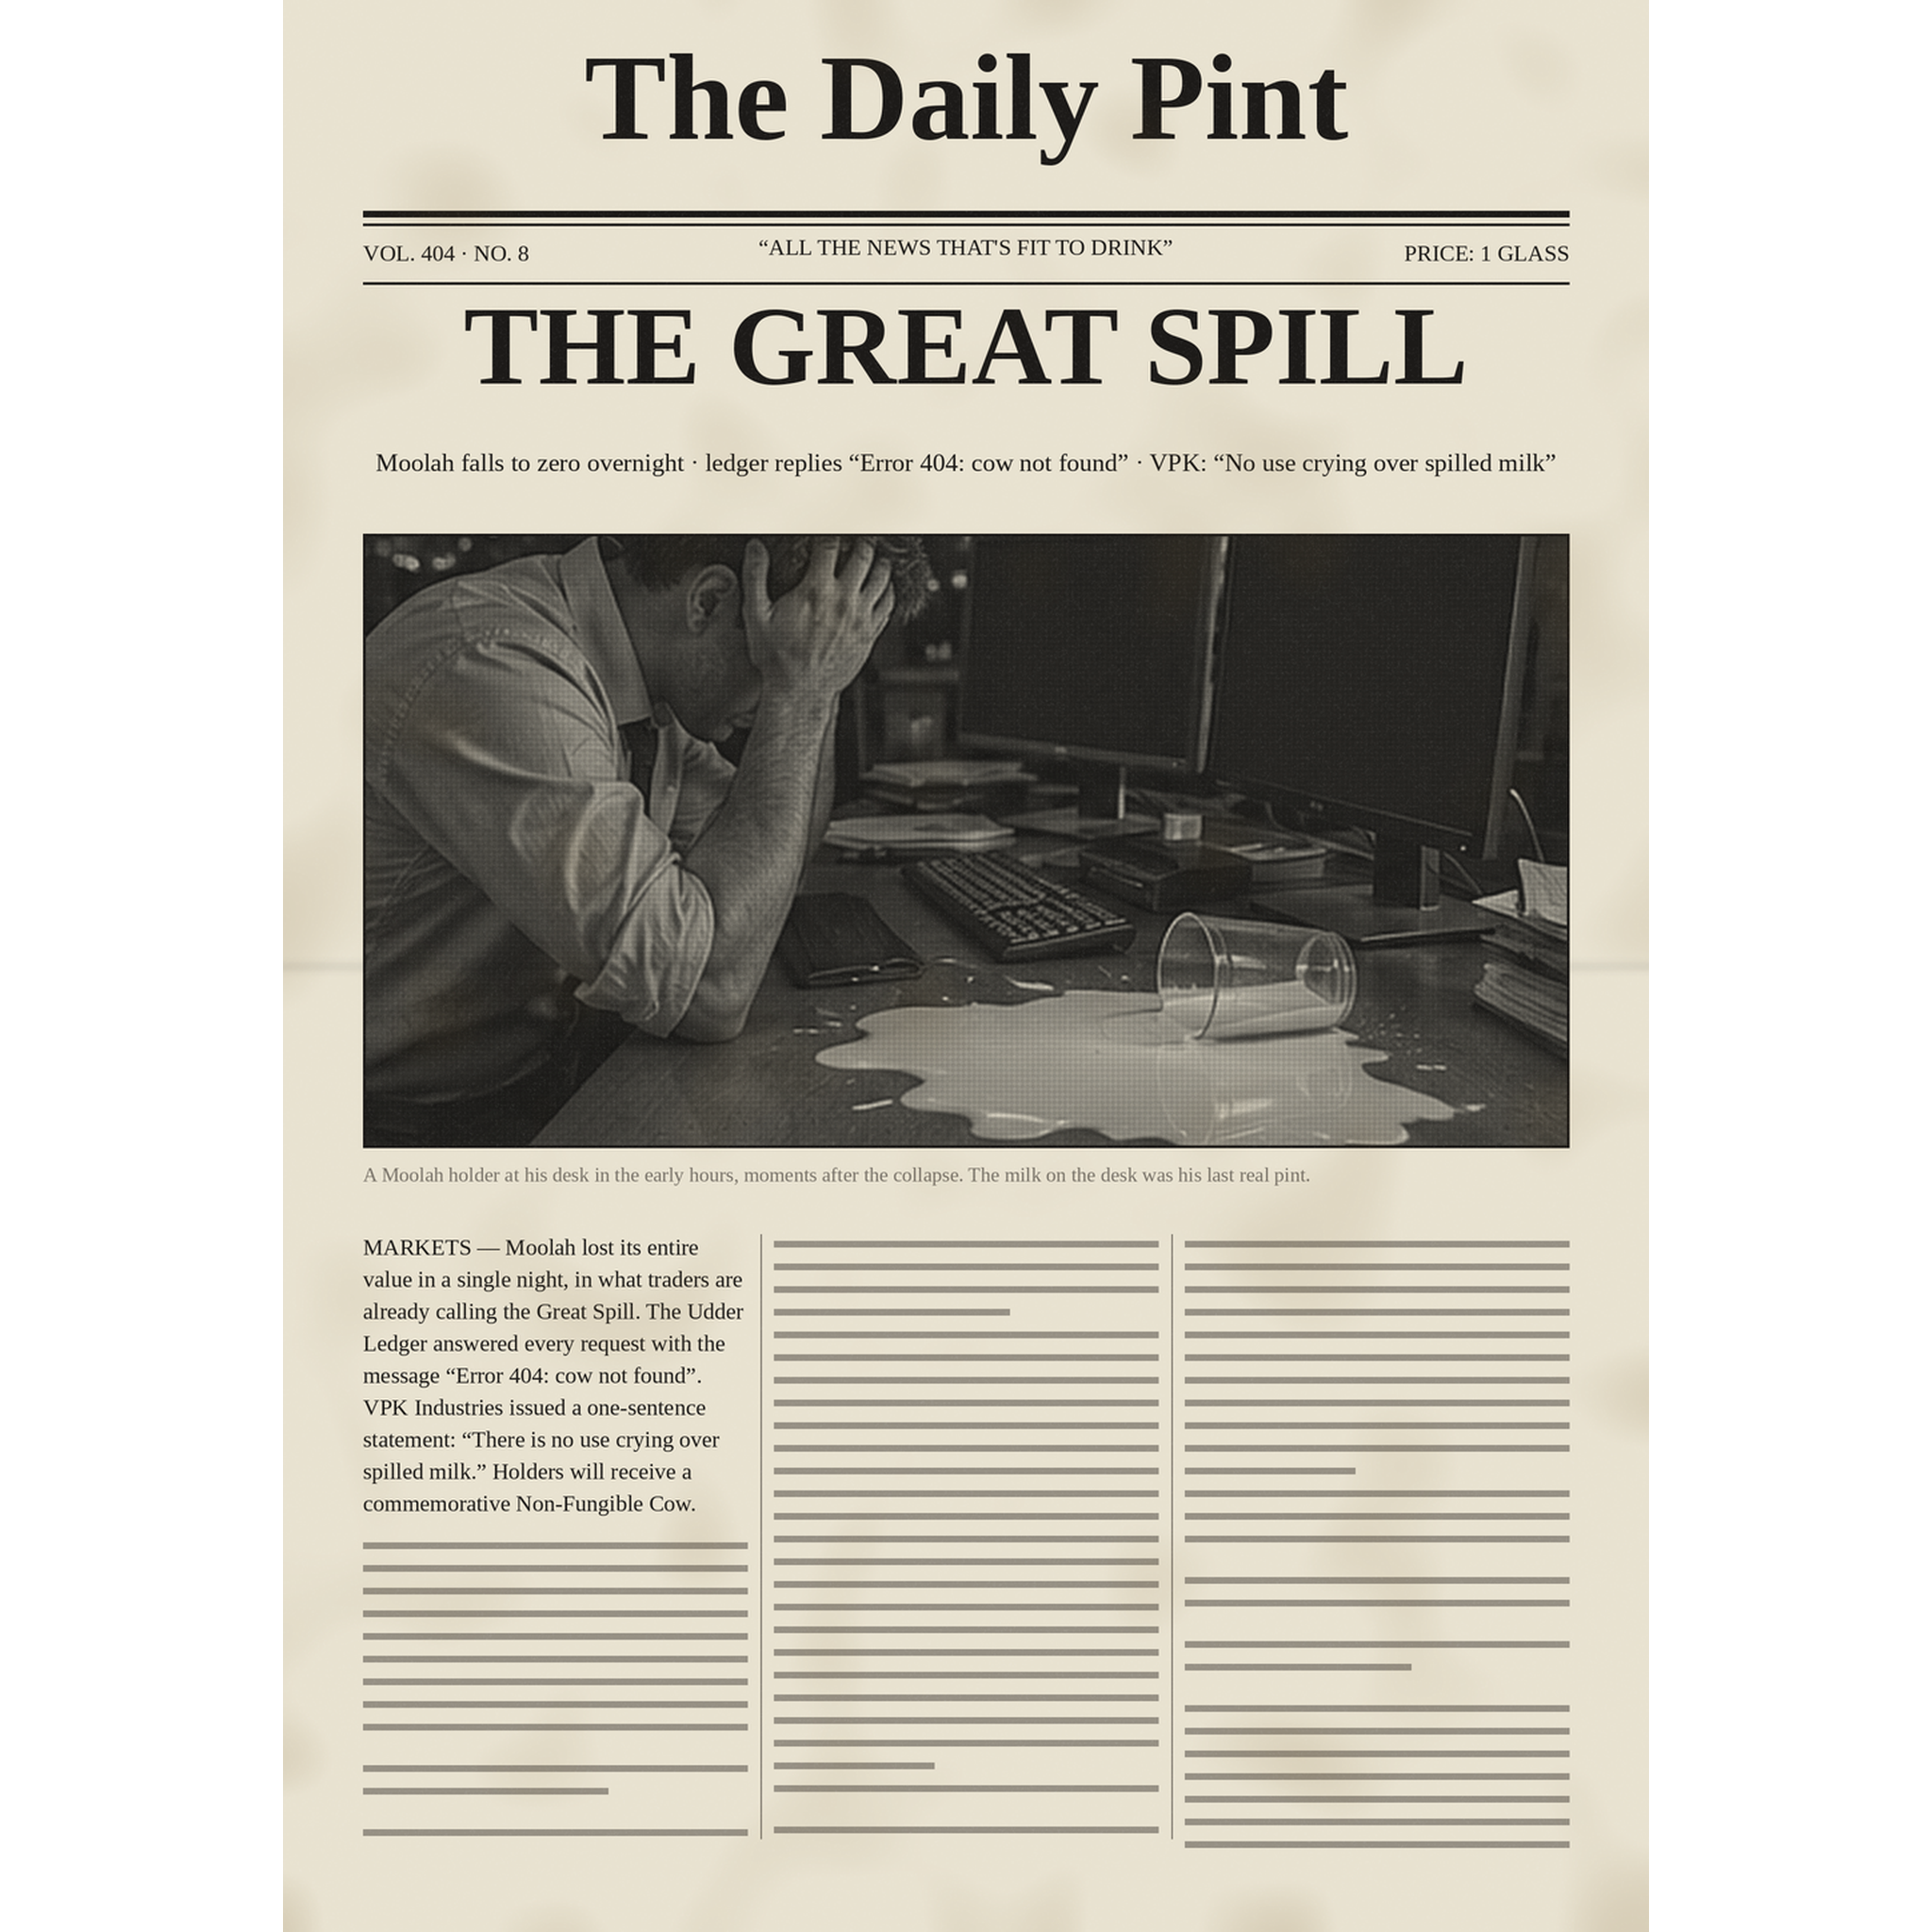 The Daily Pint
VOL. 404 · NO. 8
“ALL THE NEWS THAT'S FIT TO DRINK”
PRICE: 1 GLASS
THE GREAT SPILL
Moolah falls to zero overnight · ledger replies “Error 404: cow not found” · VPK: “No use crying over spilled milk”
A Moolah holder at his desk in the early hours, moments after the collapse. The milk on the desk was his last real pint.
MARKETS — Moolah lost its entire
value in a single night, in what traders are
already calling the Great Spill. The Udder
Ledger answered every request with the
message “Error 404: cow not found”.
VPK Industries issued a one-sentence
statement: “There is no use crying over
spilled milk.” Holders will receive a
commemorative Non-Fungible Cow.